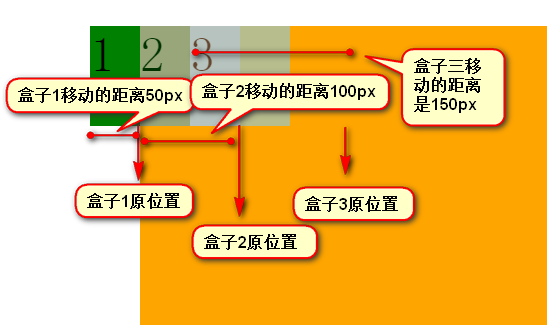 1 2 3
盒子三移
动的距离
是150px
盒子1移动的距离50px
盒子2移动的距离100px
盒子1原位置
盒子3原位置
盒子2原位置